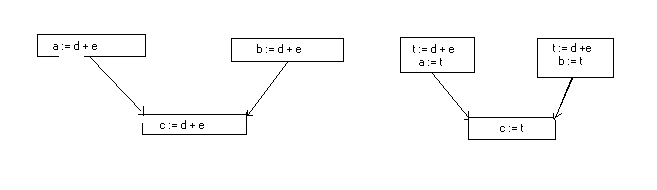 a := d + e
b := d + e
c := d + e
t := d + e
a := t
t := d +e
b := t
c := t